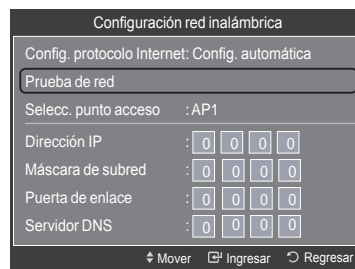 Configuración red inalámbrica
Config. protocolo Internet: Config. automática
Prueba de red
Selecc. punto acceso : AP1
Dirección IP : 0 0 0 0
Máscara de subred : 0 0 0 0
Puerta de enlace : 0 0 0 0
Servidor DNS : 0 0 0 0
Mover Ingresar Regresar